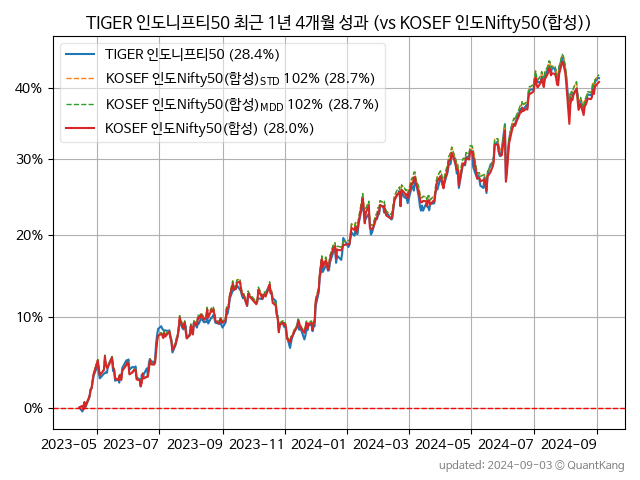 TIGER 인도니프티50 최근 1년 4개월 성과 (vs KOSEF 인도Nifty50(합성))
TIGER 인도니프티50 (28.4%)
KOSEF 인도Nifty50(합성)STD 102% (28.7%)
KOSEF 인도Nifty50(합성)MDD 102% (28.7%)
KOSEF 인도Nifty50(합성) (28.0%)
40%
30%
20%
10%
0%
2023-05 2023-07 2023-09 2023-11 2024-01 2024-03 2024-05 2024-07 2024-09
updated: 2024-09-03 © QuantKang